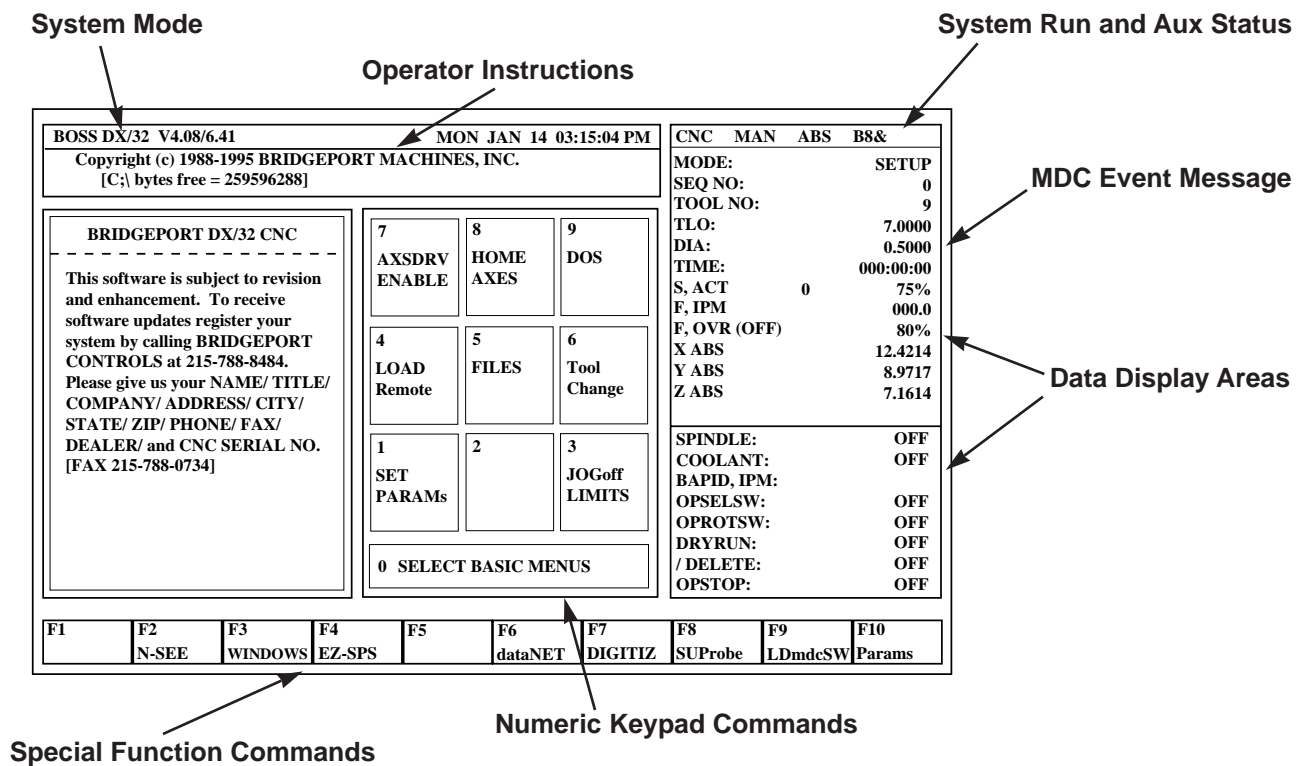 System Mode
System Run and Aux Status
Operator Instructions
BOSS DX/32 V4.08/6.41 MON JAN 14 03:15:04 PM
Copyright (c) 1988-1995 BRIDGEPORT MACHINES, INC.
[C;\ bytes free = 259596288]
CNC MAN ABS B8&
MODE: SETUP
SEQ NO: 0
TOOL NO: 9
TLO: 7.0000
DIA: 0.5000
TIME: 000:00:00
S, ACT 0 75%
F, IPM 000.0
F, OVR (OFF) 80%
X ABS 12.4214
Y ABS 8.9717
Z ABS 7.1614
MDC Event Message
Data Display Areas
BRIDGEPORT DX/32 CNC
This software is subject to revision
and enhancement. To receive
software updates register your
system by calling BRIDGEPORT
CONTROLS at 215-788-8484.
Please give us your NAME/ TITLE/
COMPANY/ ADDRESS/ CITY/
STATE/ ZIP/ PHONE/ FAX/
DEALER/ and CNC SERIAL NO.
[FAX 215-788-0734]
7 AXSDRV ENABLE
8 HOME AXES
9 DOS
4 LOAD Remote
5 FILES
6 Tool Change
1 SET PARAMs
2
3 JOGoff LIMITS
0 SELECT BASIC MENUS
SPINDLE: OFF
COOLANT: OFF
BAPID, IPM:
OPSELSW: OFF
OPROTSW: OFF
DRYRUN: OFF
/ DELETE: OFF
OPSTOP: OFF
F1 F2 F3 F4 F5 F6 F7 F8 F9 F10
N-SEE WINDOWS EZ-SPS dataNET DIGITIZ SUProbe LDmdcSW Params
Numeric Keypad Commands
Special Function Commands